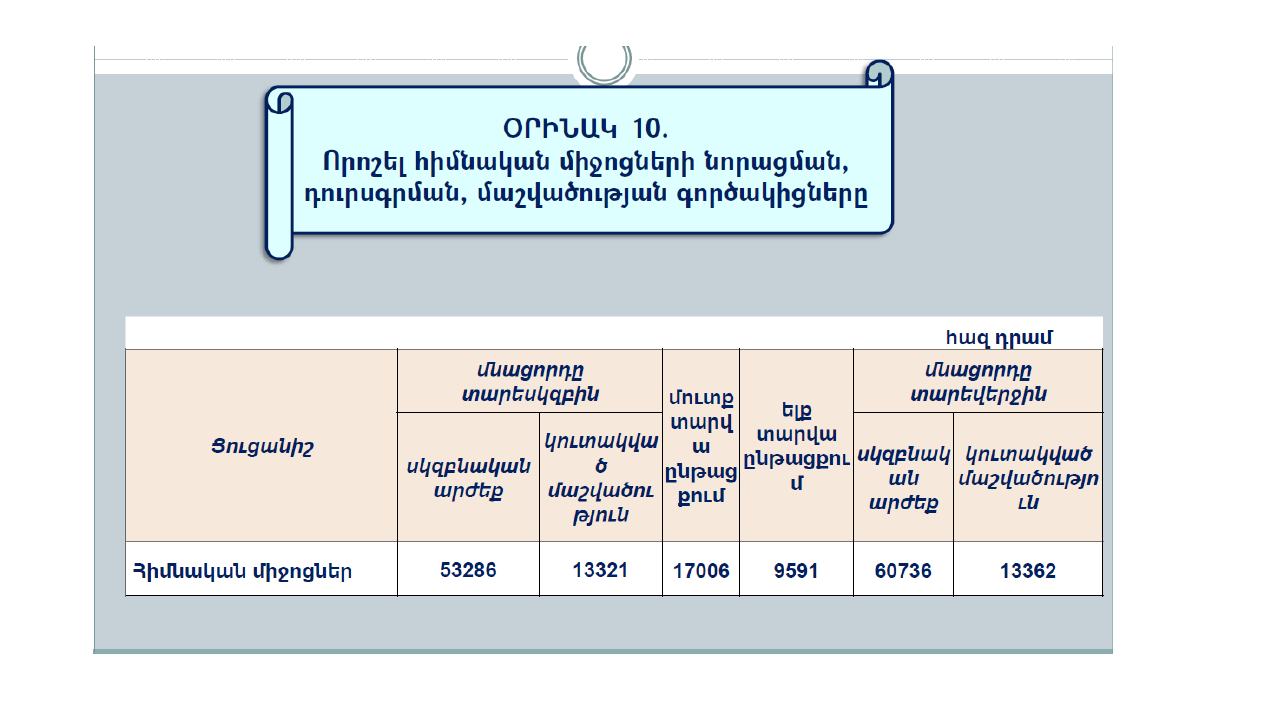 ՕՐԻՆԱԿ 10.
Որոշել հիմնական միջոցների նորացման,
դուրսգրման, մաշվածության գործակիցները
հազ դրամ
Ցուցանիշ
մնացորդը
տարեսկզբին
մուտք
տարվ
ա
ընթաց
քում
ելք
տարվա
ընթացքու
մ
մնացորդը
տարեվերջին
սկզբնական
արժեք
կուտակվա
ծ
մաշվածու
թյուն
սկզբնակ
ան
արժեք
կուտակված
մաշվածությո
ւն
Հիմնական միջոցներ 53286 13321 17006 9591 60736 13362